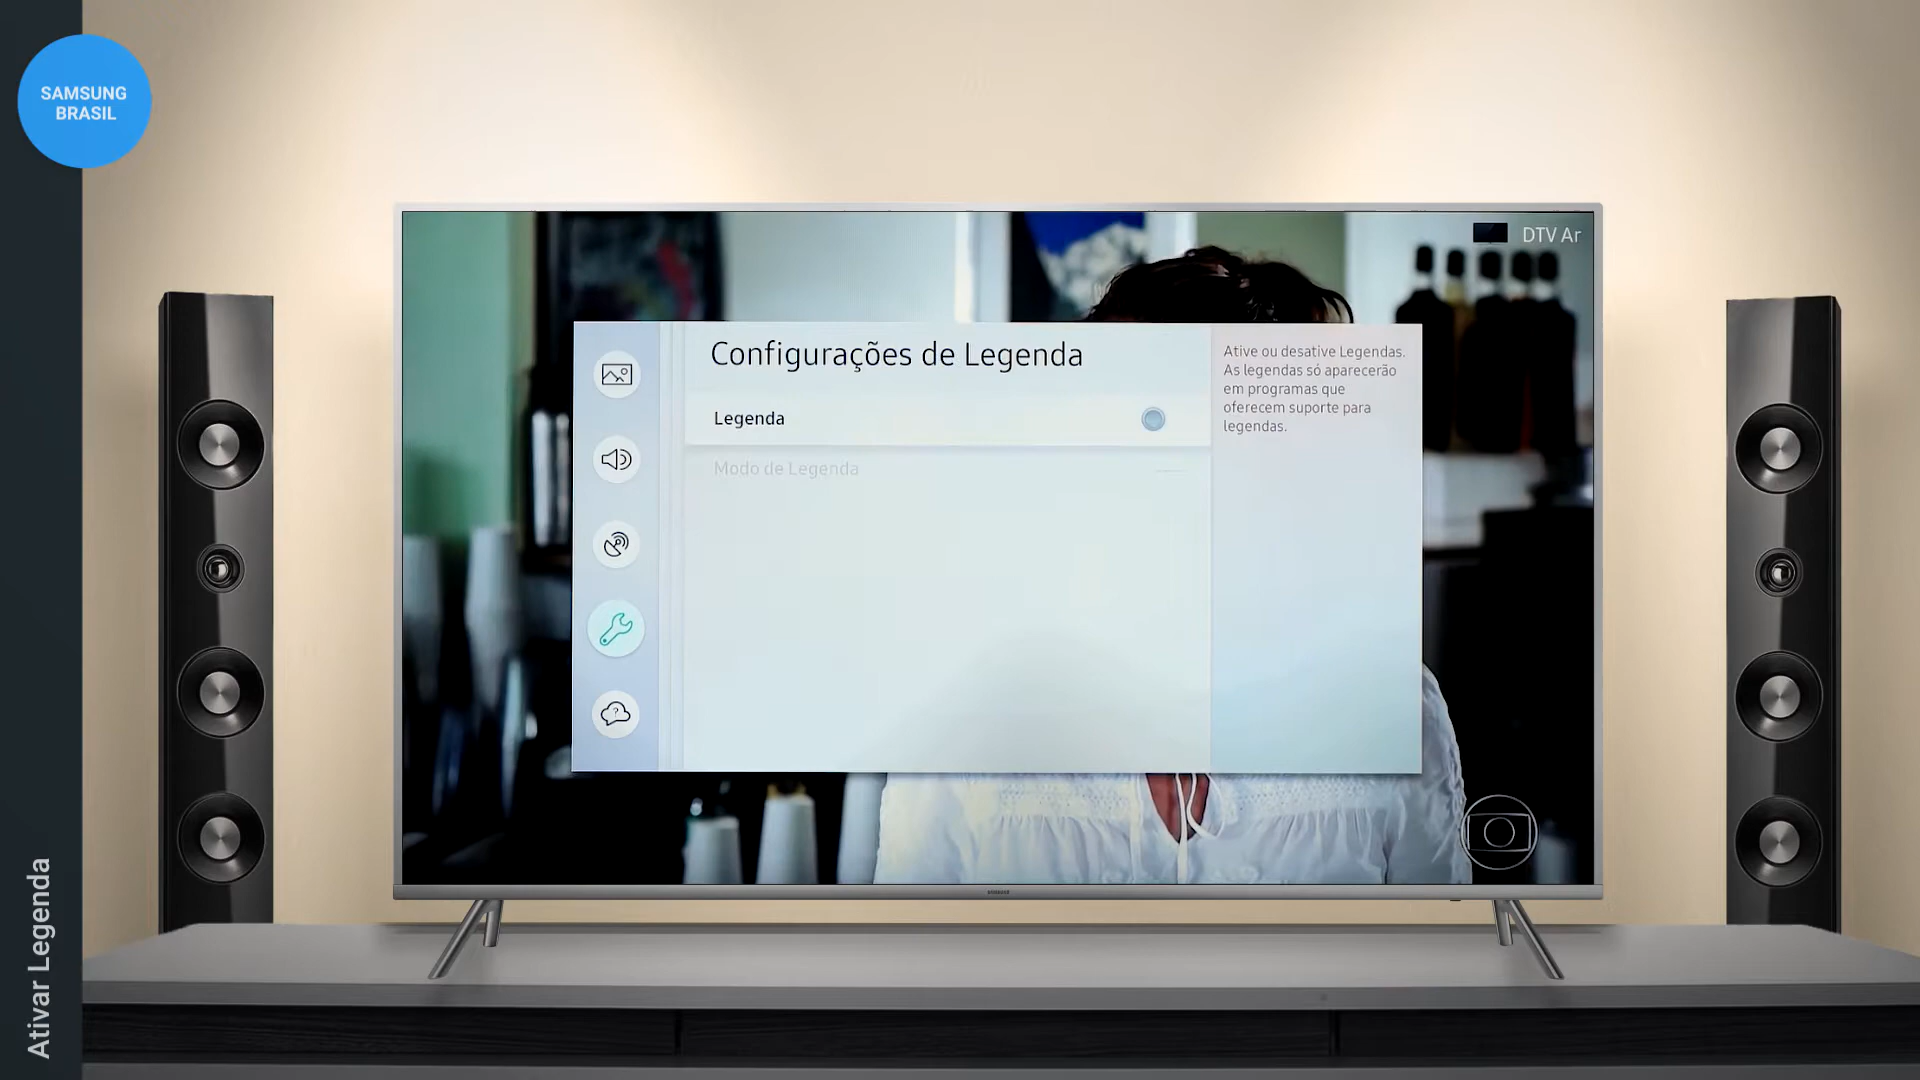 SAMSUNG
BRASIL
DTV Ar
Configurações de Legenda
Legenda
Modo de Legenda
Ative ou desative Legendas.
As legendas só aparecerão
em programas que
oferecem suporte para
legendas.
Ativar Legenda